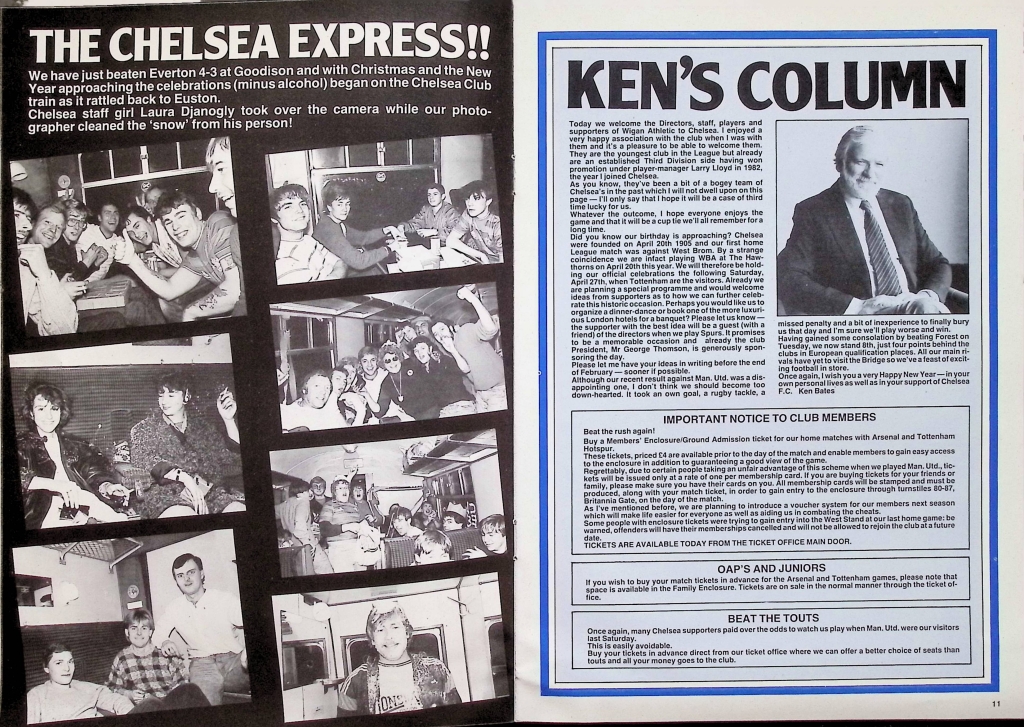 THE CHELSEA EXPRESS!!
We have just beaten Everton 4-3 at Goodison and with Christmas and the New
Year approaching the celebrations (minus alcohol) began on the Chelsea Club
train as it rattled back to Euston.
Chelsea staff girl Laura Djanogly took over the camera while our photo-
grapher cleaned the 'snow' from his person!
KEN'S COLUMN
Today we welcome the Directors, staff, players and
supporters of Wigan Athletic to Chelsea. I enjoyed a
very happy association with the club when I was with
them and it's a pleasure to be able to welcome them.
They are the youngest club in the League but already
are an established Third Division side having won
promotion under player-manager Larry Lloyd in 1982,
the year I joined Chelsea.
As you know, they've been a bit of a bogey team of
Chelsea's in the past which I will not dwell upon on this
page — I'll only say that I hope it will be a case of third
time lucky for us.
Whatever the outcome, I hope everyone enjoys the
game and that it will be a cup tie we'll all remember for a
long time.
Did you know our birthday is approaching? Chelsea
were founded on April 20th 1905 and our first home
League match was against West Brom. By a strange
coincidence we are infact playing WBA at The Haw-
thorns on April 20th this year. We will therefore be hold-
ing our official celebrations the following Saturday,
April 27th, when Tottenham are the visitors. Already we
are planning a special programme and would welcome
ideas from supporters as to how we can further celeb-
rate this historic occasion. Perhaps you would like us to
organize a dinner-dance or book one of the more luxuri-
ous London hotels for a banquet? Please let us know —
the supporter with the best idea will be a guest (with a
friend) of the directors when we play Spurs. It promises
to be a memorable occasion and already the club
President, Mr George Thomson, is generously spon-
soring the day.
Please let me have your ideas in writing before the end
of February — sooner if possible.
Although our recent result against Man. Utd. was a dis-
appointing one, I don't think we should become too
down-hearted. It took an own goal, a rugby tackle, a
missed penalty and a bit of inexperience to finally bury
us that day and I'm sure we'll play worse and win.
Having gained some consolation by beating Forest on
Tuesday, we now stand 8th, just four points behind the
clubs in European qualification places. All our main ri-
vals have yet to visit the Bridge so we've a feast of excit-
ing football in store.
Once again, I wish you a very Happy New Year — in your
own personal lives as well as in your support of Chelsea
F.C. Ken Bates
IMPORTANT NOTICE TO CLUB MEMBERS
Beat the rush again!
Buy a Members' Enclosure/Ground Admission ticket for our home matches with Arsenal and Tottenham
Hotspur.
These tickets, priced £4 are available prior to the day of the match and enable members to gain easy access
to the enclosure in addition to guaranteeing a good view of the game.
Regrettably, due to certain people taking an unfair advantage of this scheme when we played Man. Utd., tic-
kets will be issued only at a rate of one per membership card. If you are buying tickets for your friends or
family, please make sure you have their cards on you. All membership cards will be stamped and must be
produced, along with your match ticket, in order to gain entry to the enclosure through turnstiles 80-87,
Britannia Gate, on the day of the match.
As I've mentioned before, we are planning to introduce a voucher system for our members next season
which will make life easier for everyone as well as aiding us in combating the cheats.
Some people with enclosure tickets were trying to gain entry into the West Stand at our last home game: be
warned, offenders will have their memberships cancelled and will not be allowed to rejoin the club at a future
date.
TICKETS ARE AVAILABLE TODAY FROM THE TICKET OFFICE MAIN DOOR.
OAP'S AND JUNIORS
If you wish to buy your match tickets in advance for the Arsenal and Tottenham games, please note that
space is available in the Family Enclosure. Tickets are on sale in the normal manner through the ticket of-
fice.
BEAT THE TOUTS
Once again, many Chelsea supporters paid over the odds to watch us play when Man. Utd. were our visitors
last Saturday.
This is easily avoidable.
Buy your tickets in advance direct from our ticket office where we can offer a better choice of seats than
touts and all your money goes to the club.
11